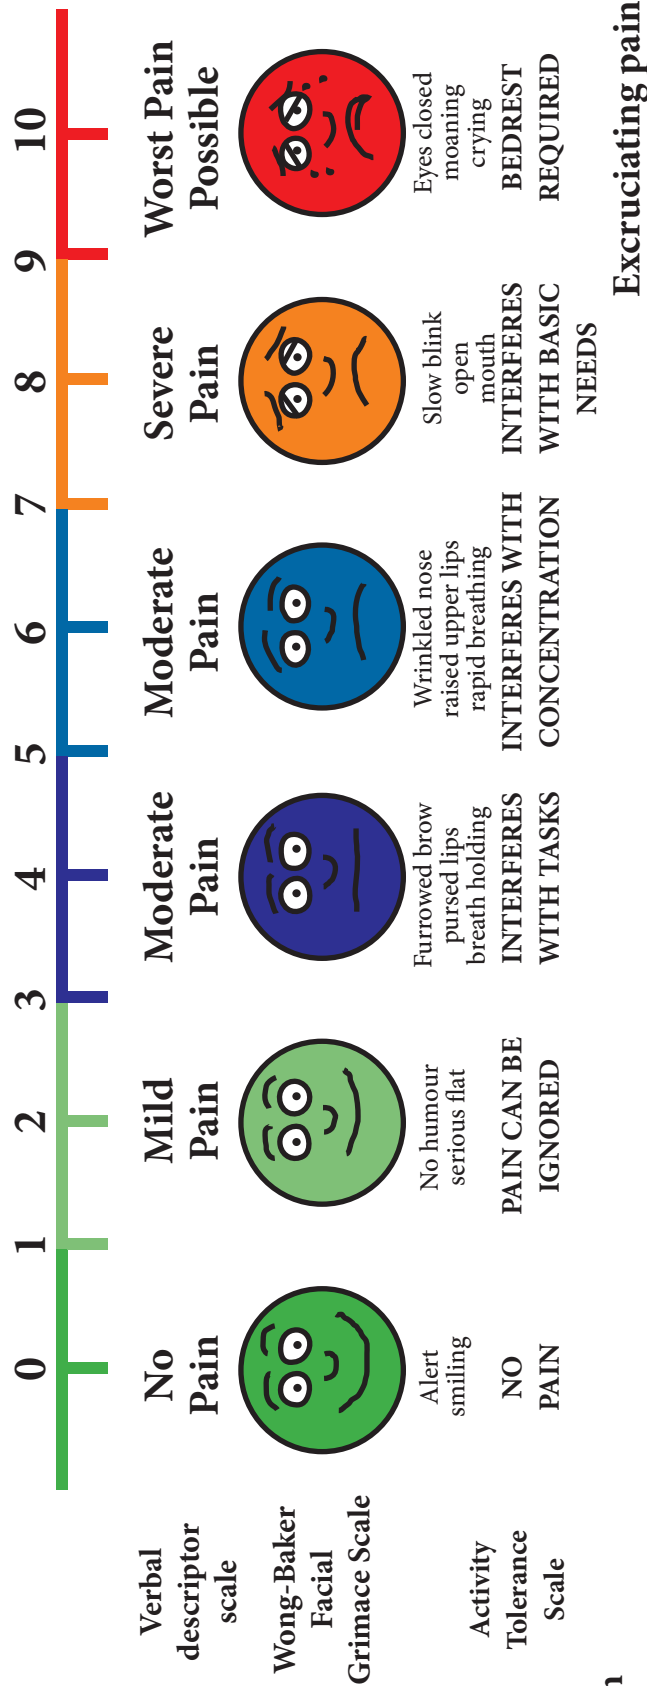 0 1 2 3 4 5 6 7 8 9 10
Verbal
descriptor
scale
No
Pain
Mild
Pain
Moderate
Pain
Moderate
Pain
Severe
Pain
Worst Pain
Possible
Wong-Baker
Facial
Grimace Scale
Alert
smiling
No humour
serious flat
Furrowed brow
pursed lips
breath holding
Wrinkled nose
raised upper lips
rapid breathing
Slow blink
open
mouth
Eyes closed
moaning
crying
Activity
Tolerance
Scale
NO
PAIN
PAIN CAN BE
IGNORED
INTERFERES
WITH TASKS
INTERFERES WITH
CONCENTRATION
INTERFERES
WITH BASIC
NEEDS
BEDREST
REQUIRED
Excruciating pain